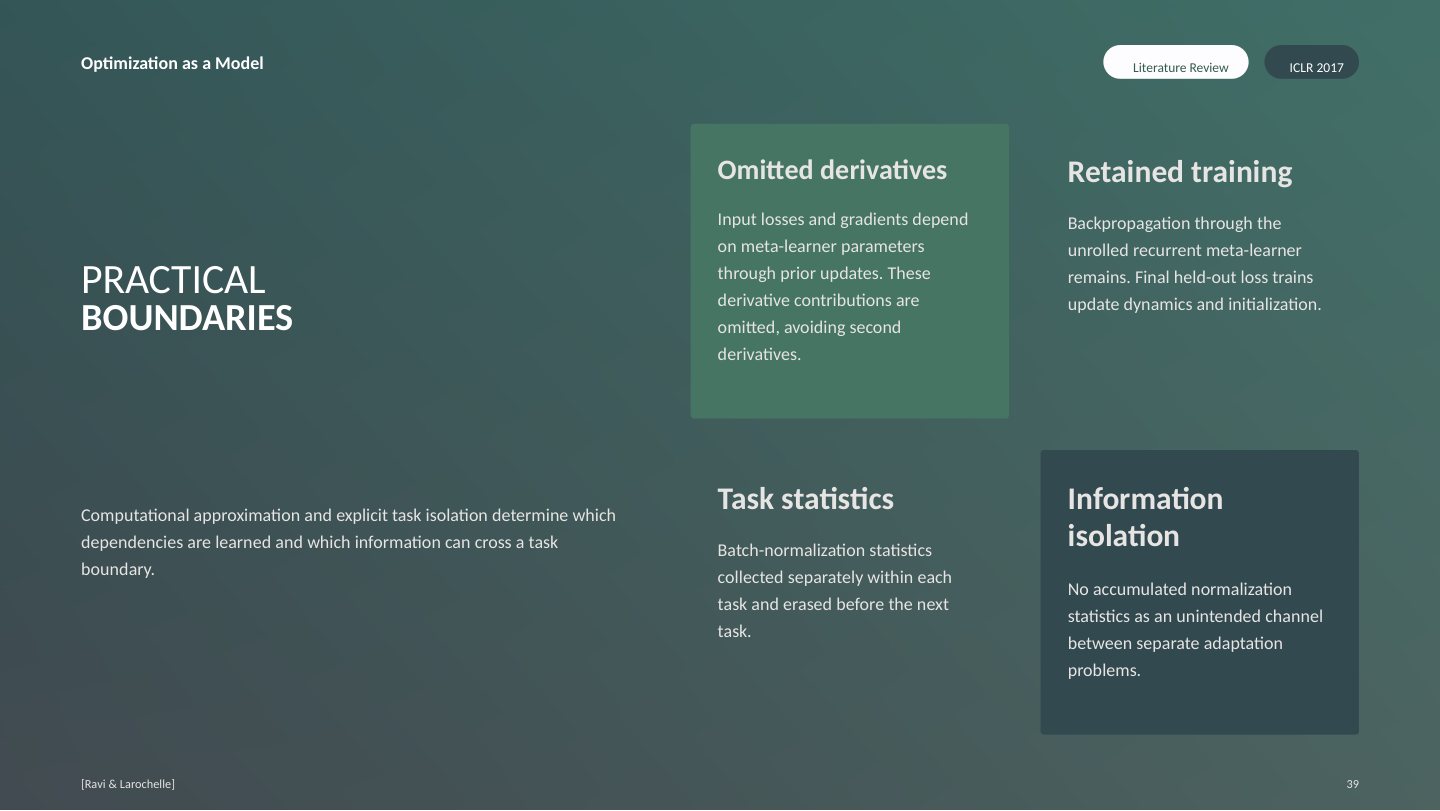 Optimization as a Model
Literature Review
ICLR 2017
PRACTICAL
BOUNDARIES
Computational approximation and explicit task isolation determine which
dependencies are learned and which information can cross a task
boundary.
Omitted derivatives
Input losses and gradients depend
on meta-learner parameters
through prior updates. These
derivative contributions are
omitted, avoiding second
derivatives.
Retained training
Backpropagation through the
unrolled recurrent meta-learner
remains. Final held-out loss trains
update dynamics and initialization.
Task statistics
Batch-normalization statistics
collected separately within each
task and erased before the next
task.
Information
isolation
No accumulated normalization
statistics as an unintended channel
between separate adaptation
problems.
[Ravi & Larochelle]
39